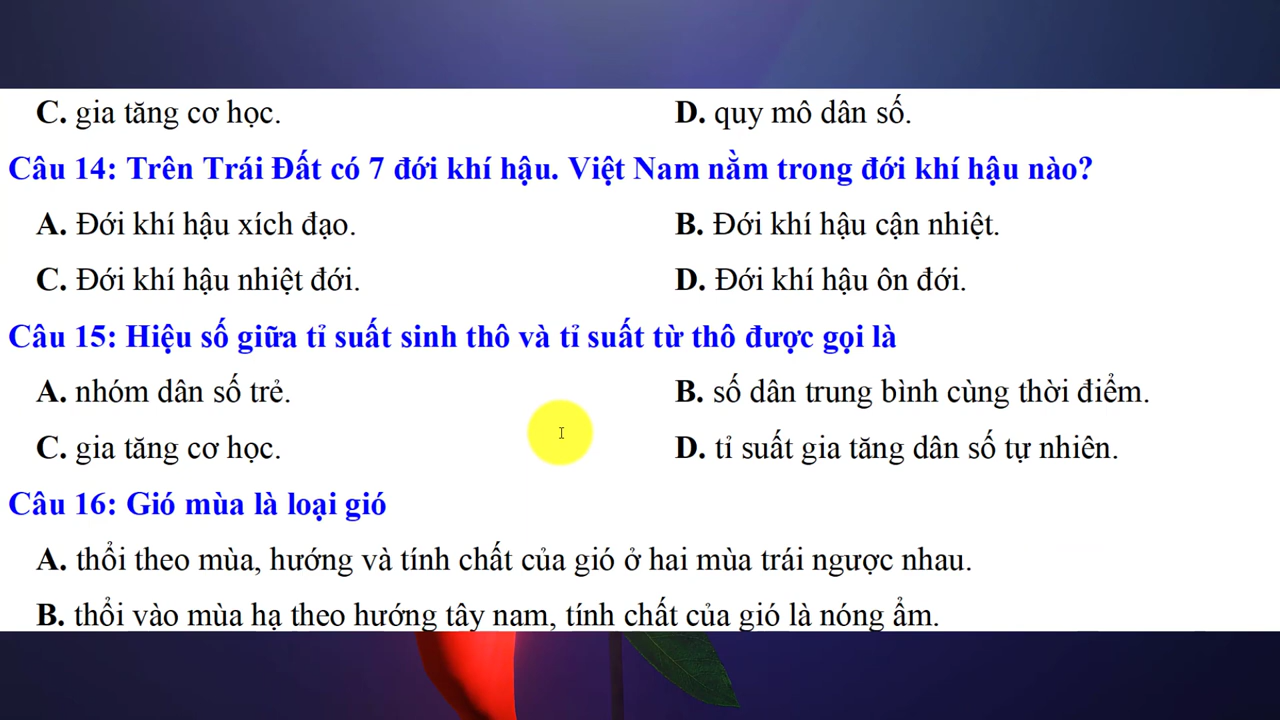 C. gia tăng cơ học. D. quy mô dân số.
Câu 14: Trên Trái Đất có 7 đới khí hậu. Việt Nam nằm trong đới khí hậu nào?
A. Đới khí hậu xích đạo. B. Đới khí hậu cận nhiệt.
C. Đới khí hậu nhiệt đới. D. Đới khí hậu ôn đới.
Câu 15: Hiệu số giữa tỉ suất sinh thô và tỉ suất từ thô được gọi là
A. nhóm dân số trẻ. B. số dân trung bình cùng thời điểm.
C. gia tăng cơ học. D. tỉ suất gia tăng dân số tự nhiên.
Câu 16: Gió mùa là loại gió
A. thổi theo mùa, hướng và tính chất của gió ở hai mùa trái ngược nhau.
B. thổi vào mùa hạ theo hướng tây nam, tính chất của gió là nóng ẩm.